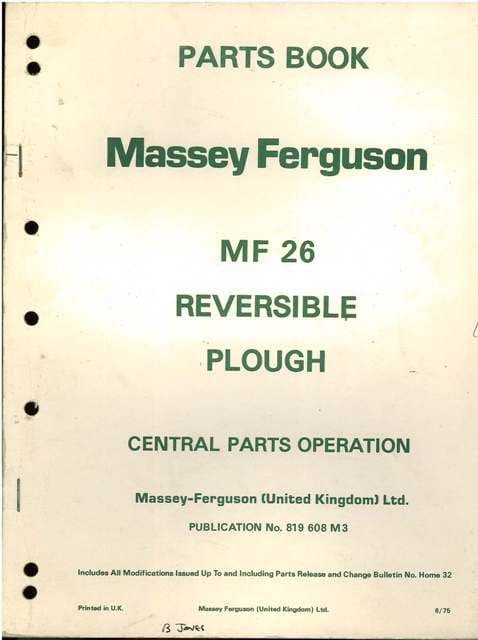 PARTS BOOK
Massey Ferguson
MF 26
REVERSIBLE
PLOUGH
CENTRAL PARTS OPERATION
Massey-Ferguson (United Kingdom) Ltd.
PUBLICATION No. 819 608 M3
Includes All Modifications Issued Up To and Including Parts Release and Change Bulletin No. Home 32
Printed in U.K. Massey Ferguson (United Kingdom) Ltd. 6/75
B JONES